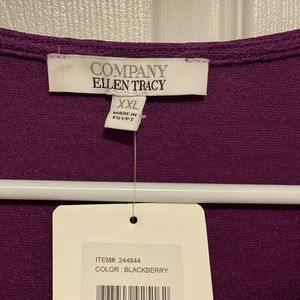 COMPANY
ELLEN TRACY
XXL
MADE IN
EGYPT
ITEM#: 244644
COLOR : BLACKBERRY